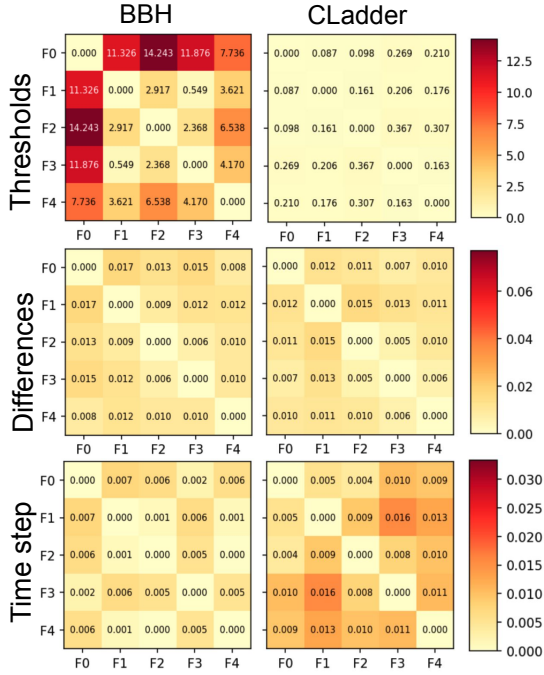 BBH CLadder
Thresholds
F0 0.000 11.326 14.243 11.876 7.736
F1 11.326 0.000 2.917 0.549 3.621
F2 14.243 2.917 0.000 2.368 6.538
F3 11.876 0.549 2.368 0.000 4.170
F4 7.736 3.621 6.538 4.170 0.000
F0 F1 F2 F3 F4
0.000 0.087 0.098 0.269 0.210
0.087 0.000 0.161 0.206 0.176
0.098 0.161 0.000 0.367 0.307
0.269 0.206 0.367 0.000 0.163
0.210 0.176 0.307 0.163 0.000
F0 F1 F2 F3 F4
12.5
10.0
7.5
5.0
2.5
0.0
Differences
F0 0.000 0.017 0.013 0.015 0.008
F1 0.017 0.000 0.009 0.012 0.012
F2 0.013 0.009 0.000 0.006 0.010
F3 0.015 0.012 0.006 0.000 0.010
F4 0.008 0.012 0.010 0.010 0.000
F0 F1 F2 F3 F4
0.000 0.012 0.011 0.007 0.010
0.012 0.000 0.015 0.013 0.011
0.011 0.015 0.000 0.005 0.010
0.007 0.013 0.005 0.000 0.006
0.010 0.011 0.010 0.006 0.000
F0 F1 F2 F3 F4
0.06
0.04
0.02
0.00
Time step
F0 0.000 0.007 0.006 0.002 0.006
F1 0.007 0.000 0.001 0.006 0.001
F2 0.006 0.001 0.000 0.005 0.000
F3 0.002 0.006 0.005 0.000 0.005
F4 0.006 0.001 0.000 0.005 0.000
F0 F1 F2 F3 F4
0.000 0.005 0.004 0.010 0.009
0.005 0.000 0.009 0.016 0.013
0.004 0.009 0.000 0.008 0.010
0.010 0.016 0.008 0.000 0.011
0.009 0.013 0.010 0.011 0.000
F0 F1 F2 F3 F4
0.030
0.025
0.020
0.015
0.010
0.005
0.000